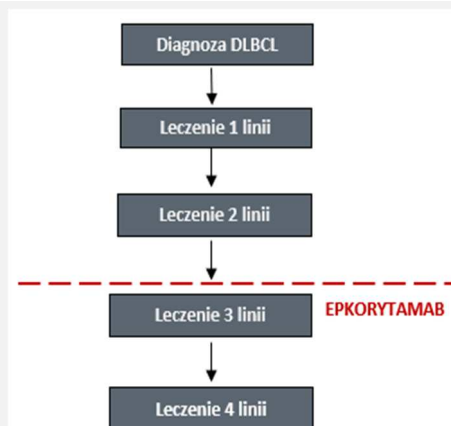 Diagnoza DLBCL
Leczenie 1 linii
Leczenie 2 linii
Leczenie 3 linii
EPKORYTAMAB
Leczenie 4 linii